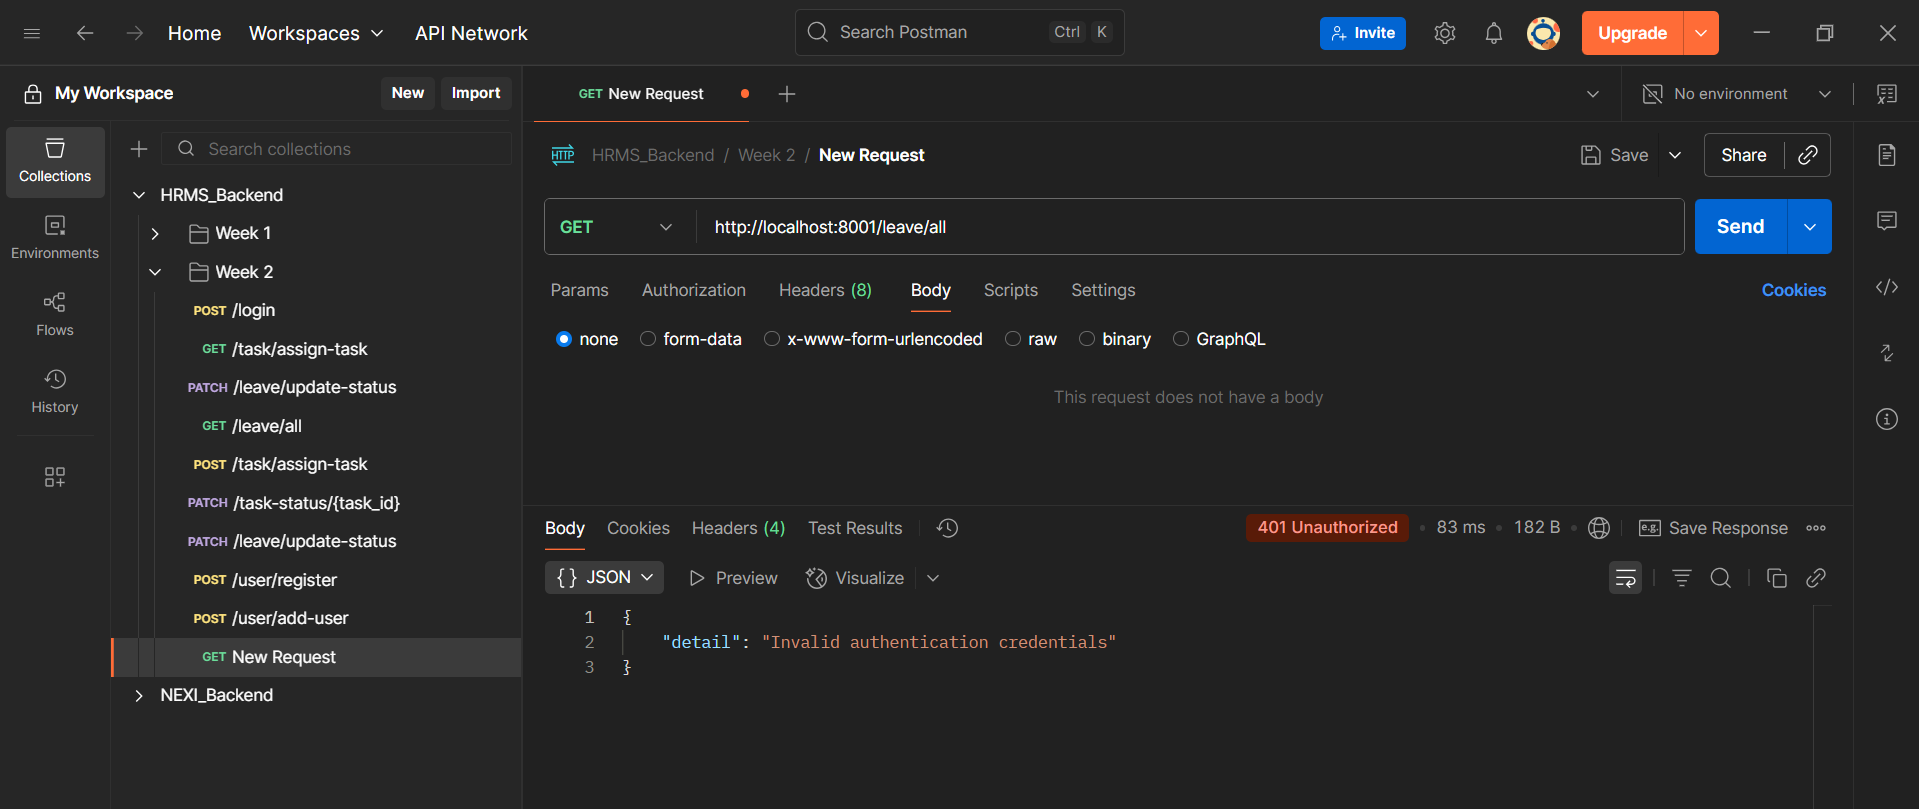 Home Workspaces API Network Search Postman Ctrl K Invite Upgrade
My Workspace New Import GET New Request No environment
Search collections
Collections
Environments
Flows
History
HRMS_Backend
Week 1
Week 2
POST /login
GET /task/assign-task
PATCH /leave/update-status
GET /leave/all
POST /task/assign-task
PATCH /task-status/{task_id}
PATCH /leave/update-status
POST /user/register
POST /user/add-user
GET New Request
NEXI_Backend
HTTP HRMS_Backend / Week 2 / New Request Save Share
GET http://localhost:8001/leave/all Send
Params Authorization Headers (8) Body Scripts Settings Cookies
none form-data x-www-form-urlencoded raw binary GraphQL
This request does not have a body
Body Cookies Headers (4) Test Results 401 Unauthorized • 83 ms • 182 B • e.g. Save Response
{} JSON Preview Visualize
1 {
2 "detail": "Invalid authentication credentials"
3 }